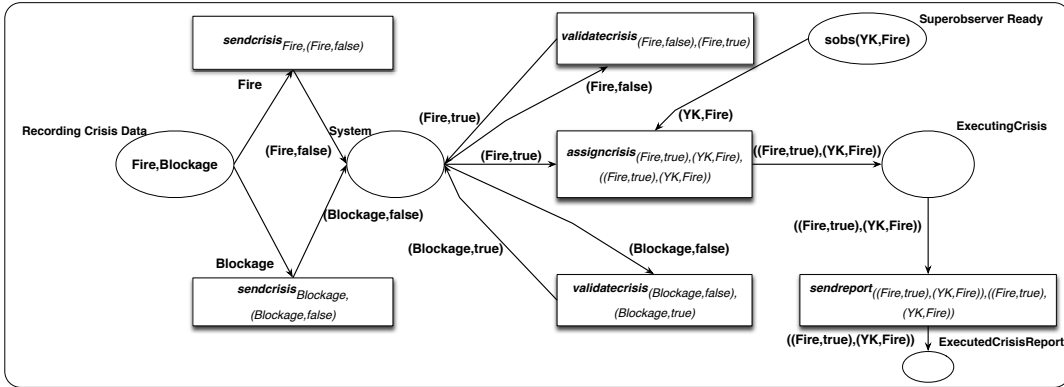 Superobserver Ready
sendcrisis Fire,(Fire,false)
validatecrisis (Fire,false),(Fire,true)
sobs(YK,Fire)
Fire
(Fire,false)
(Fire,true)
(YK,Fire)
Recording Crisis Data
System
ExecutingCrisis
(Fire,false)
(Fire,true)
assigncrisis (Fire,true),(YK,Fire),
((Fire,true),(YK,Fire))
((Fire,true),(YK,Fire))
Fire,Blockage
(Blockage,false)
((Fire,true),(YK,Fire))
(Blockage,true)
(Blockage,false)
Blockage
sendcrisis Blockage,
(Blockage,false)
validatecrisis (Blockage,false),
(Blockage,true)
sendreport ((Fire,true),(YK,Fire)),((Fire,true),
(YK,Fire))
((Fire,true),(YK,Fire))
ExecutedCrisisReport